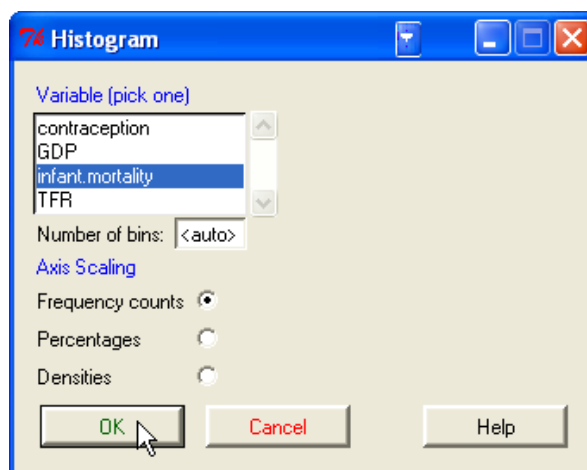 Histogram
Variable (pick one)
contraception
GDP
infant.mortality
TFR
Number of bins: <auto>
Axis Scaling
Frequency counts
Percentages
Densities
OK Cancel Help